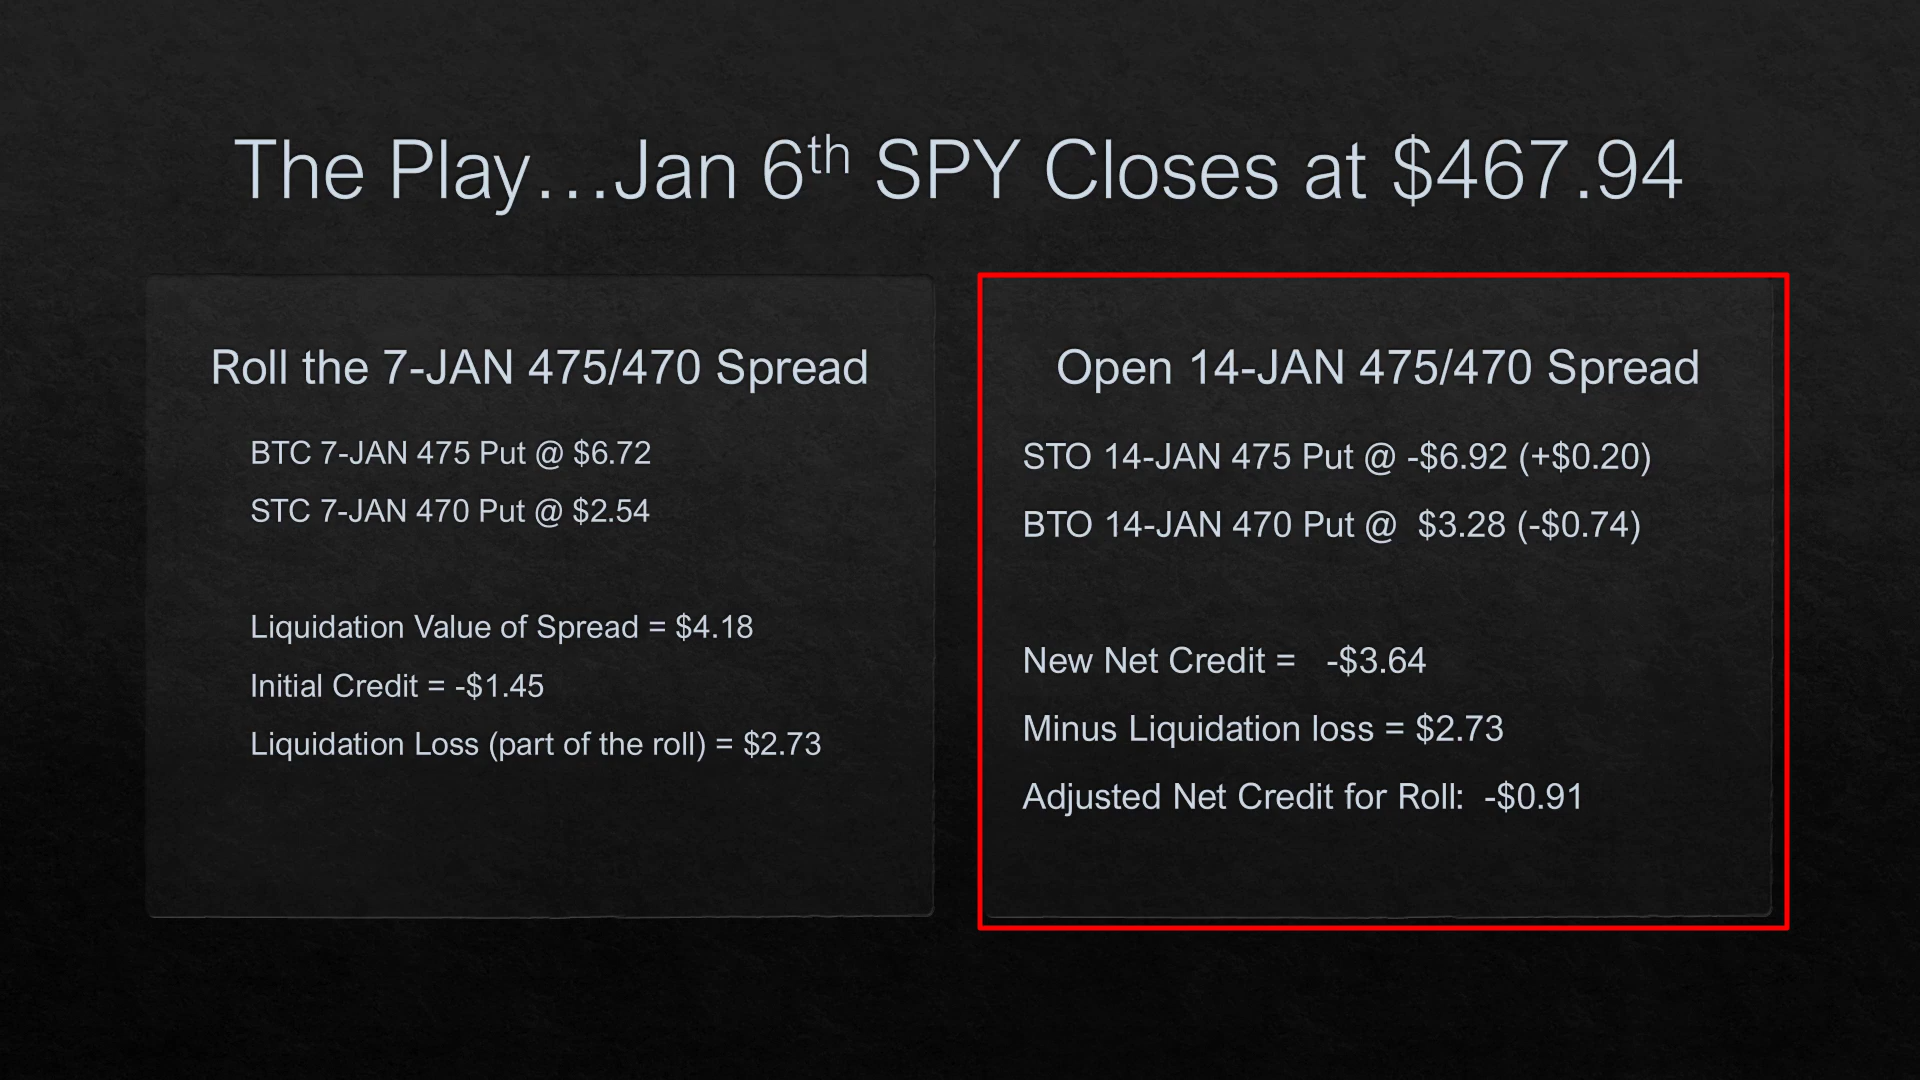 The Play…Jan 6th SPY Closes at $467.94
Roll the 7-JAN 475/470 Spread
BTC 7-JAN 475 Put @ $6.72
STC 7-JAN 470 Put @ $2.54
Liquidation Value of Spread = $4.18
Initial Credit = -$1.45
Liquidation Loss (part of the roll) = $2.73
Open 14-JAN 475/470 Spread
STO 14-JAN 475 Put @ -$6.92 (+$0.20)
BTO 14-JAN 470 Put @  $3.28 (-$0.74)
New Net Credit =   -$3.64
Minus Liquidation loss = $2.73
Adjusted Net Credit for Roll:  -$0.91